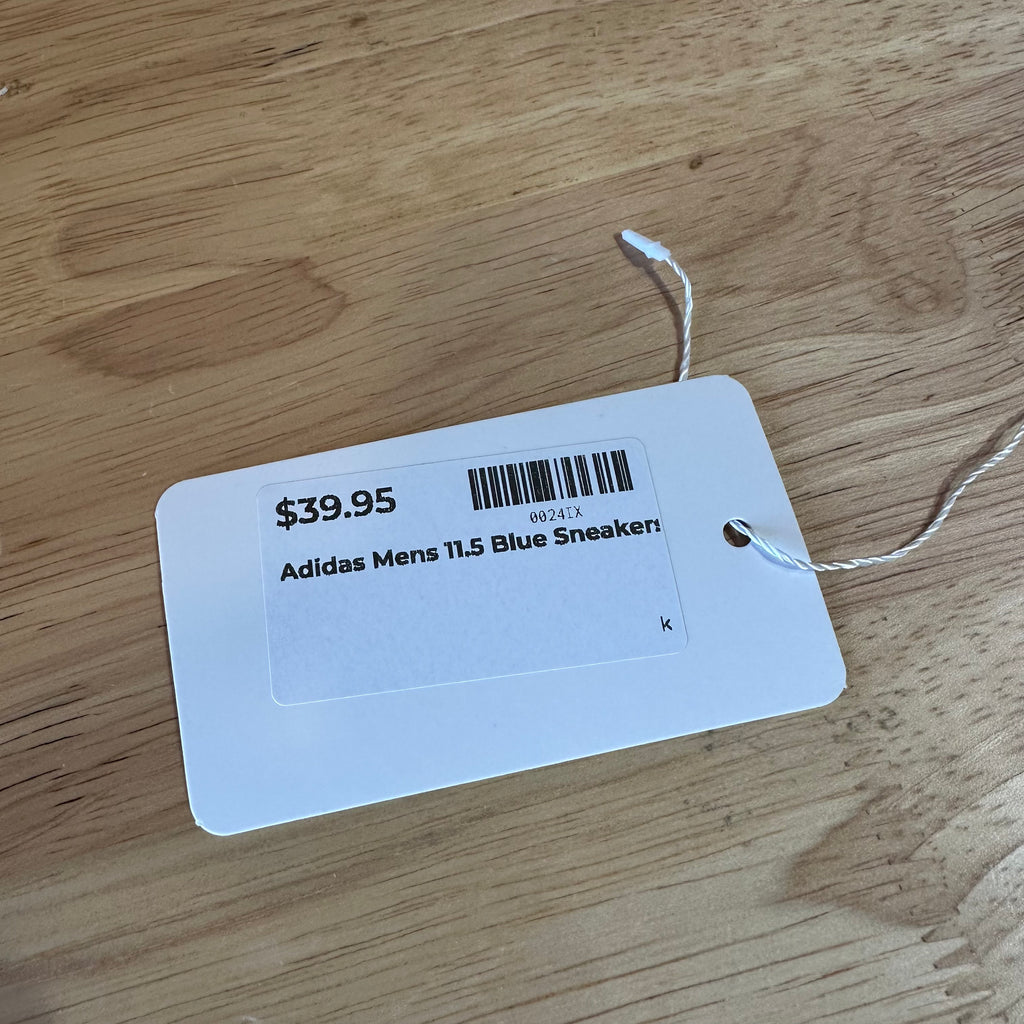 $39.95
0024IX
Adidas Mens 11.5 Blue Sneakers
k